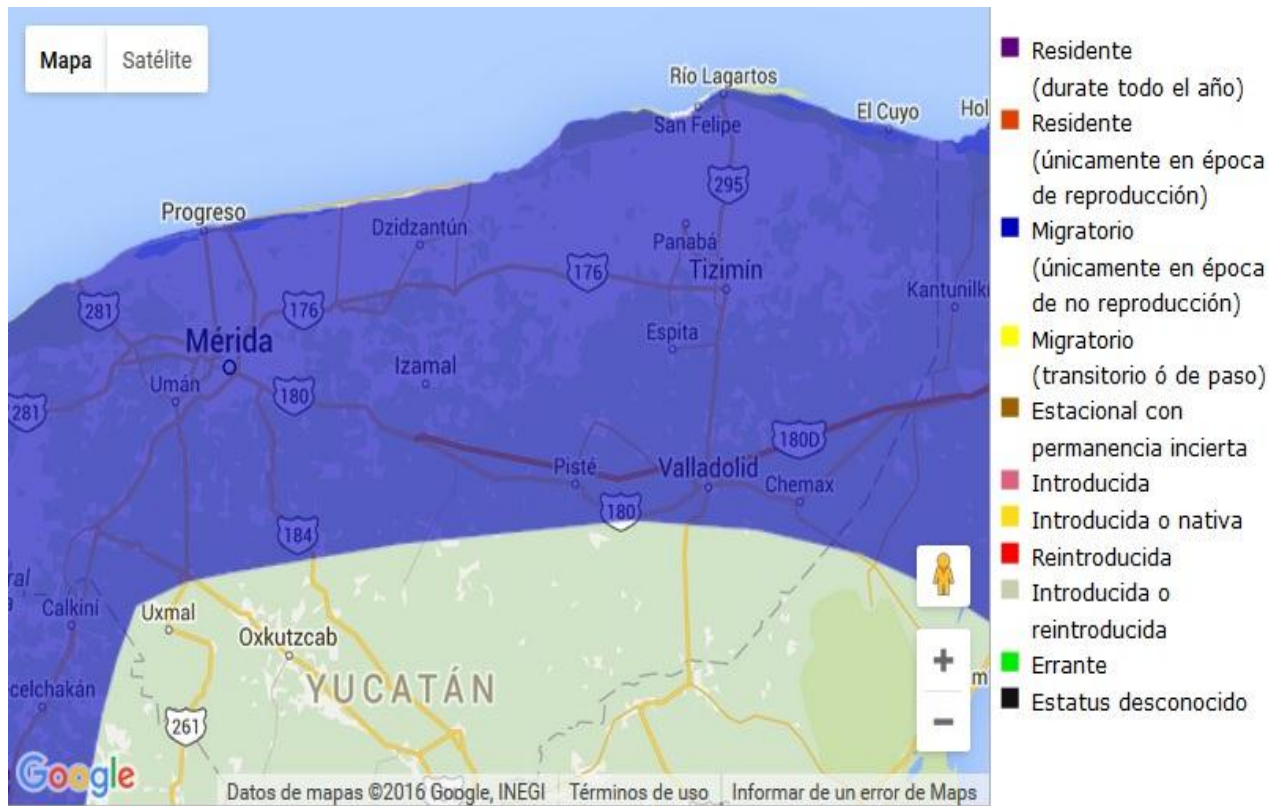 Mapa
Satélite
Río Lagartos
El Cuyo
Hol
San Felipe
295
Progreso
Dzidzantún
Panabá
Tizimín
176
Kantunilk
281
176
Mérida
Espita
Izamal
Umán
180
281
180D
Pisté
Valladolid
Chemax
180
184
ral
Calkiní
Uxmal
Oxkutzcab
ecelchakán
YUCATÁN
261
m
Google
Datos de mapas ©2016 Google, INEGI
Términos de uso
Informar de un error de Maps
Residente
(durate todo el año)
Residente
(únicamente en época
de reproducción)
Migratorio
(únicamente en época
de no reproducción)
Migratorio
(transitorio ó de paso)
Estacional con
permanencia incierta
Introducida
Introducida o nativa
Reintroducida
Introducida o
reintroducida
Errante
Estatus desconocido